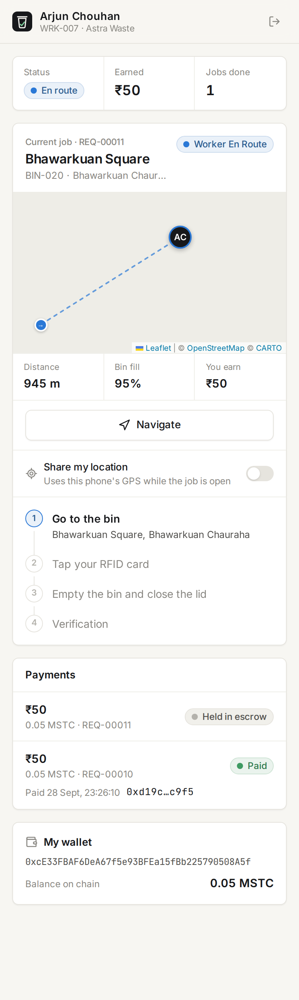 Arjun Chouhan
WRK-007 · Astra Waste
Status
En route
Earned
₹50
Jobs done
1
Current job · REQ-00011
Worker En Route
Bhawarkuan Square
BIN-020 · Bhawarkuan Chaur...
AC
→
Leaflet | © OpenStreetMap © CARTO
Distance
945 m
Bin fill
95%
You earn
₹50
Navigate
Share my location
Uses this phone's GPS while the job is open
1
Go to the bin
Bhawarkuan Square, Bhawarkuan Chauraha
2
Tap your RFID card
3
Empty the bin and close the lid
4
Verification
Payments
₹50
0.05 MSTC · REQ-00011
Held in escrow
₹50
0.05 MSTC · REQ-00010
Paid
Paid 28 Sept, 23:26:10 0xd19c…c9f5
My wallet
0xcE33FBAF6DeA67f5e93BFEa15fBb225790508A5f
Balance on chain
0.05 MSTC